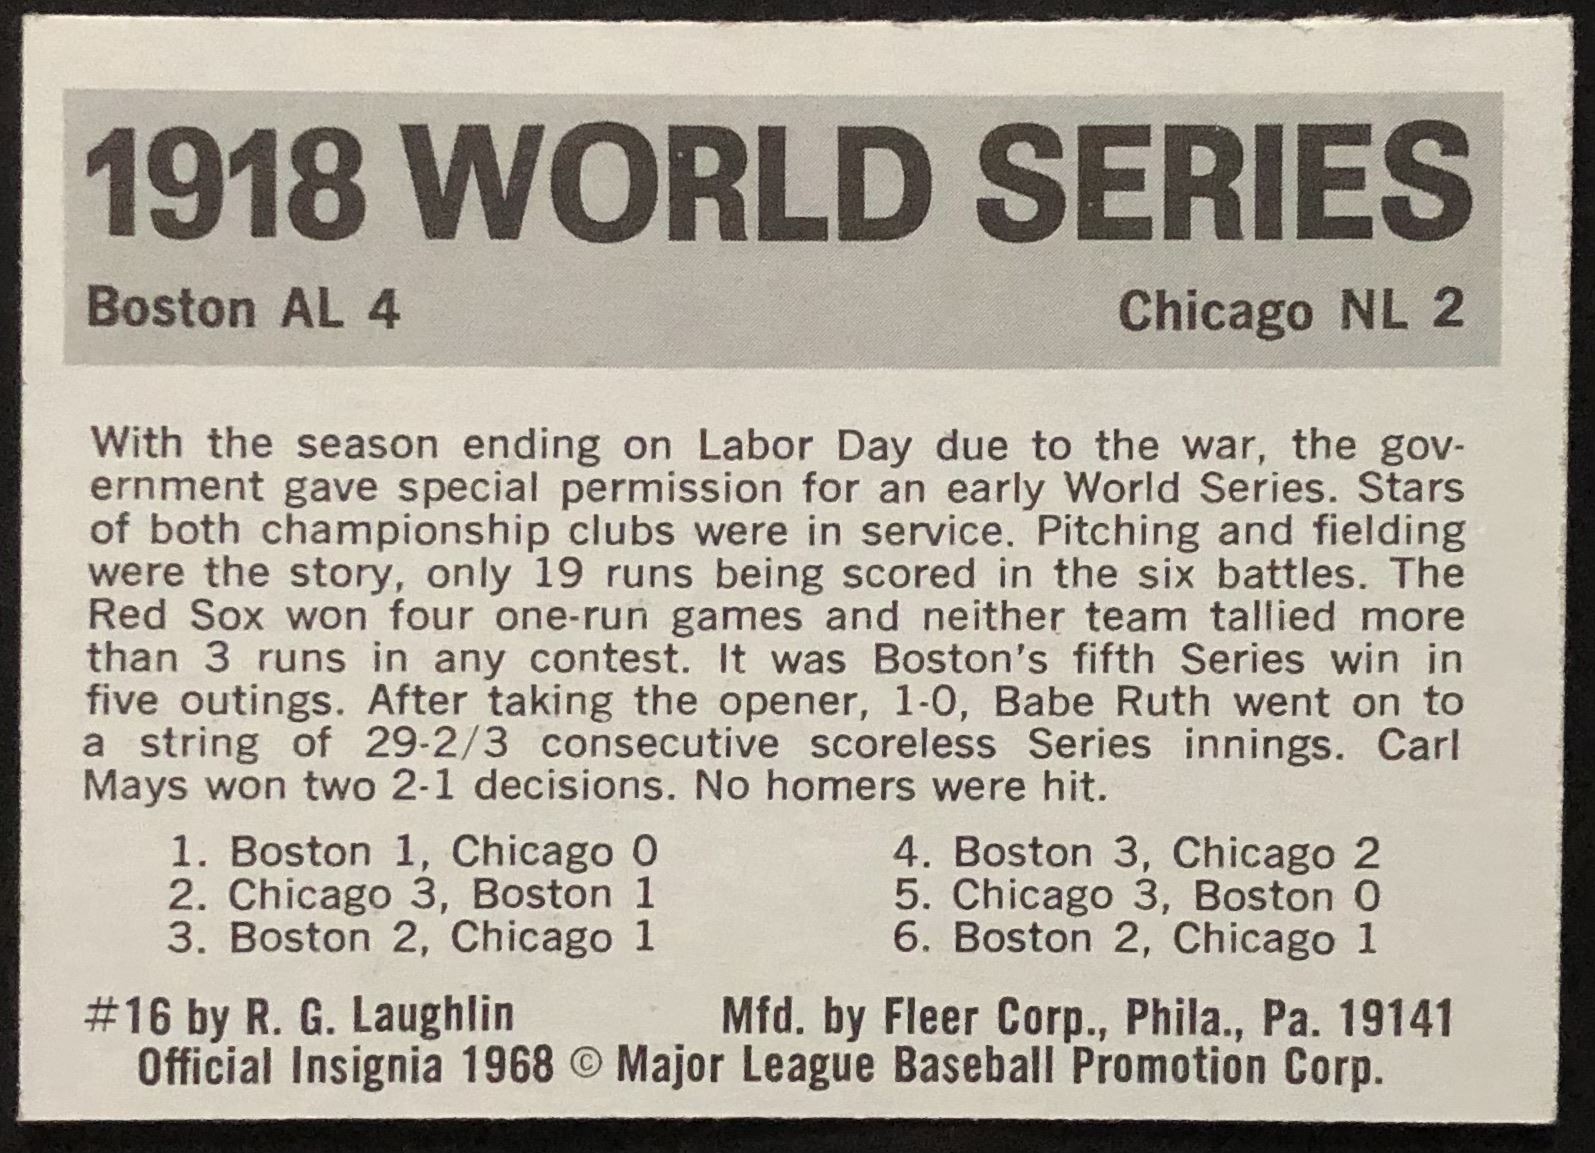 1918 WORLD SERIES
Boston AL 4 Chicago NL 2
With the season ending on Labor Day due to the war, the gov-
ernment gave special permission for an early World Series. Stars
of both championship clubs were in service. Pitching and fielding
were the story, only 19 runs being scored in the six battles. The
Red Sox won four one-run games and neither team tallied more
than 3 runs in any contest. It was Boston's fifth Series win in
five outings. After taking the opener, 1-0, Babe Ruth went on to
a string of 29-2/3 consecutive scoreless Series innings. Carl
Mays won two 2-1 decisions. No homers were hit.
1. Boston 1, Chicago 0
2. Chicago 3, Boston 1
3. Boston 2, Chicago 1
4. Boston 3, Chicago 2
5. Chicago 3, Boston 0
6. Boston 2, Chicago 1
#16 by R. G. Laughlin Mfd. by Fleer Corp., Phila., Pa. 19141
Official Insignia 1968 © Major League Baseball Promotion Corp.